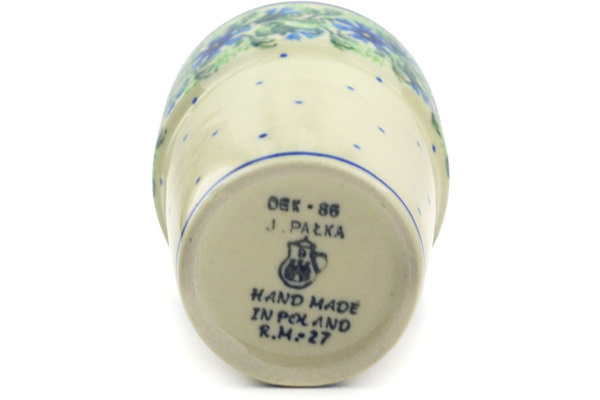 DEK · 86
J. PAŁKA
HAND MADE
IN POLAND
R.M.-27